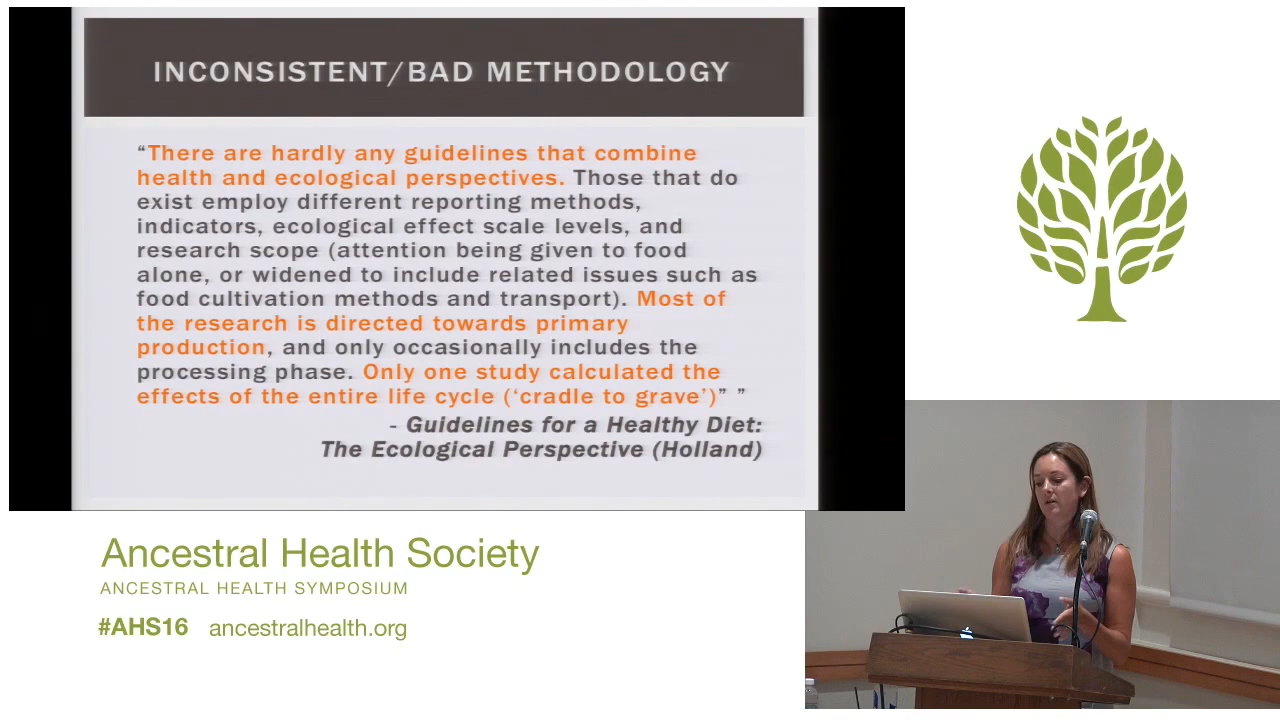 INCONSISTENT/BAD METHODOLOGY
“There are hardly any guidelines that combine
health and ecological perspectives. Those that do
exist employ different reporting methods,
indicators, ecological effect scale levels, and
research scope (attention being given to food
alone, or widened to include related issues such as
food cultivation methods and transport). Most of
the research is directed towards primary
production, and only occasionally includes the
processing phase. Only one study calculated the
effects of the entire life cycle (‘cradle to grave’)” ”
- Guidelines for a Healthy Diet:
The Ecological Perspective (Holland)
Ancestral Health Society
ANCESTRAL HEALTH SYMPOSIUM
#AHS16 ancestralhealth.org